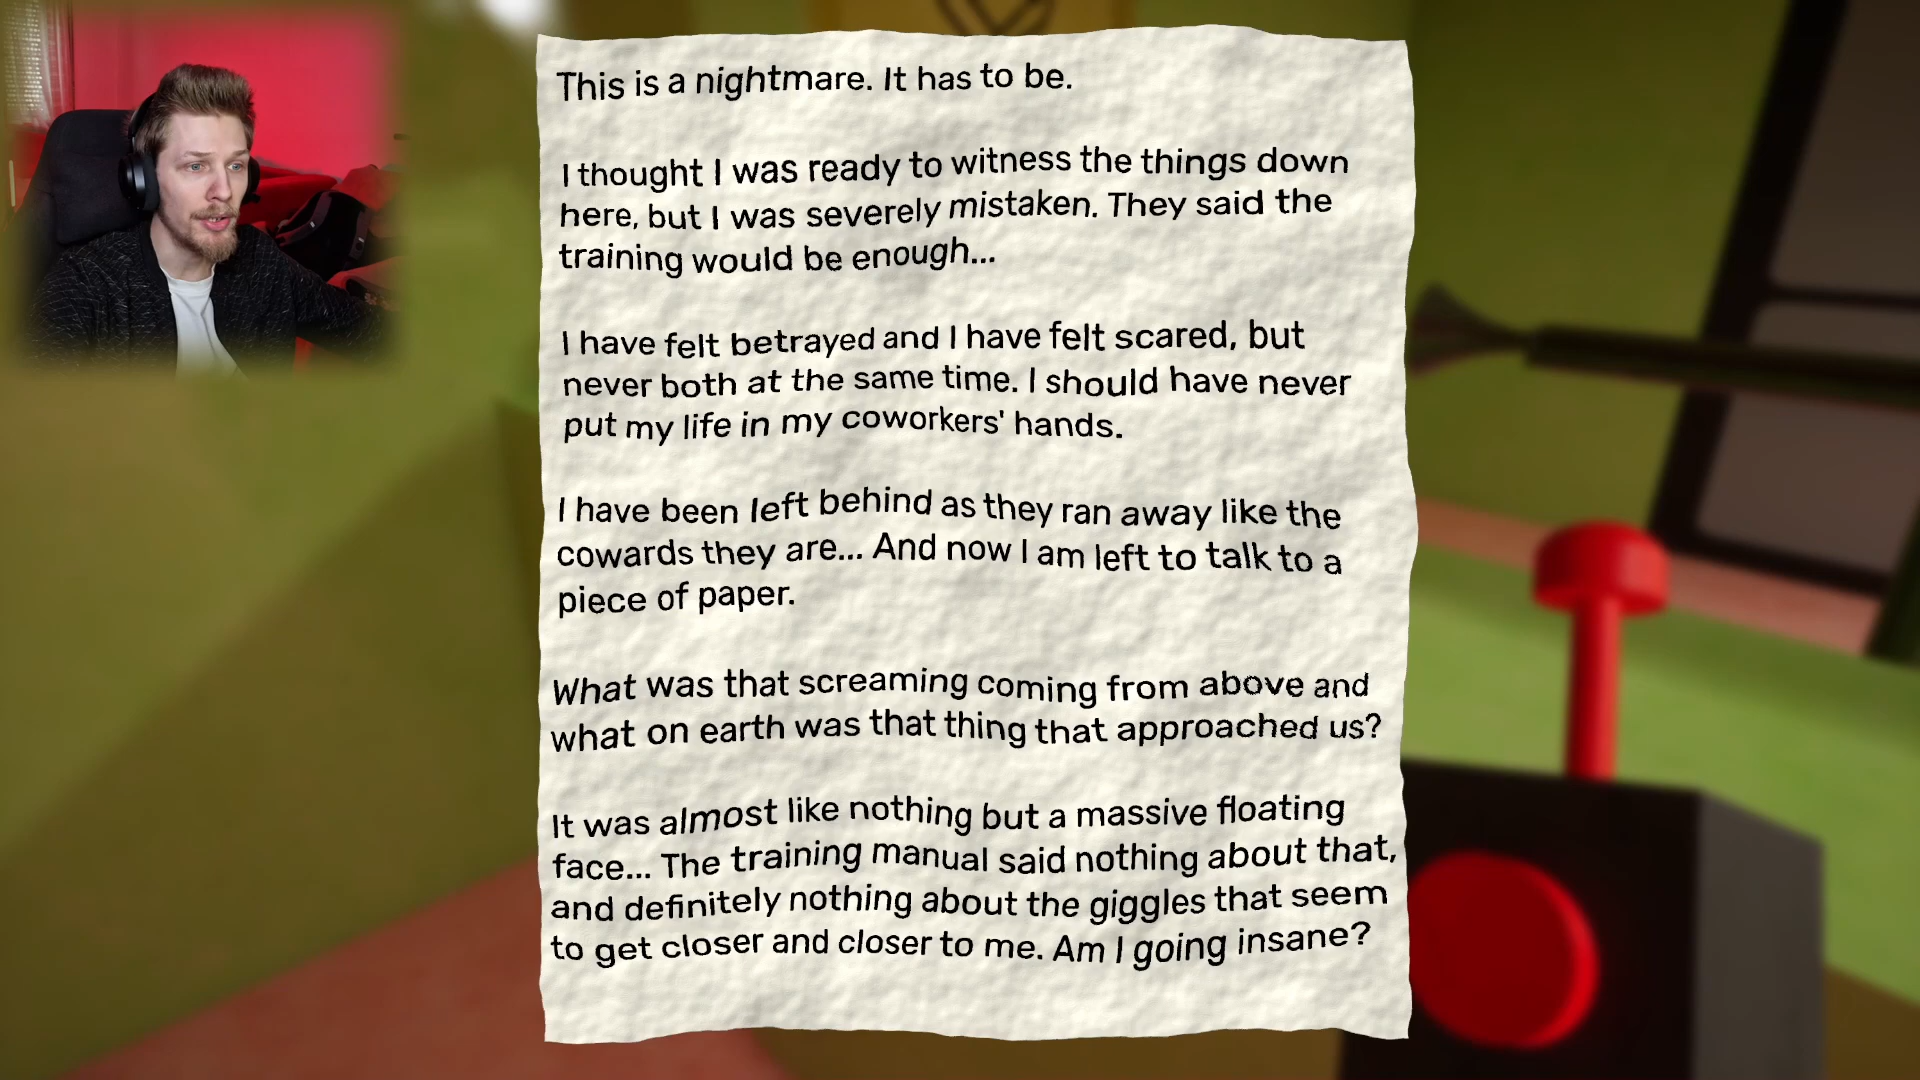 This is a nightmare. It has to be.
I thought I was ready to witness the things down
here, but I was severely mistaken. They said the
training would be enough...
I have felt betrayed and I have felt scared, but
never both at the same time. I should have never
put my life in my coworkers' hands.
I have been left behind as they ran away like the
cowards they are... And now I am left to talk to a
piece of paper.
What was that screaming coming from above and
what on earth was that thing that approached us?
It was almost like nothing but a massive floating
face... The training manual said nothing about that,
and definitely nothing about the giggles that seem
to get closer and closer to me. Am I going insane?